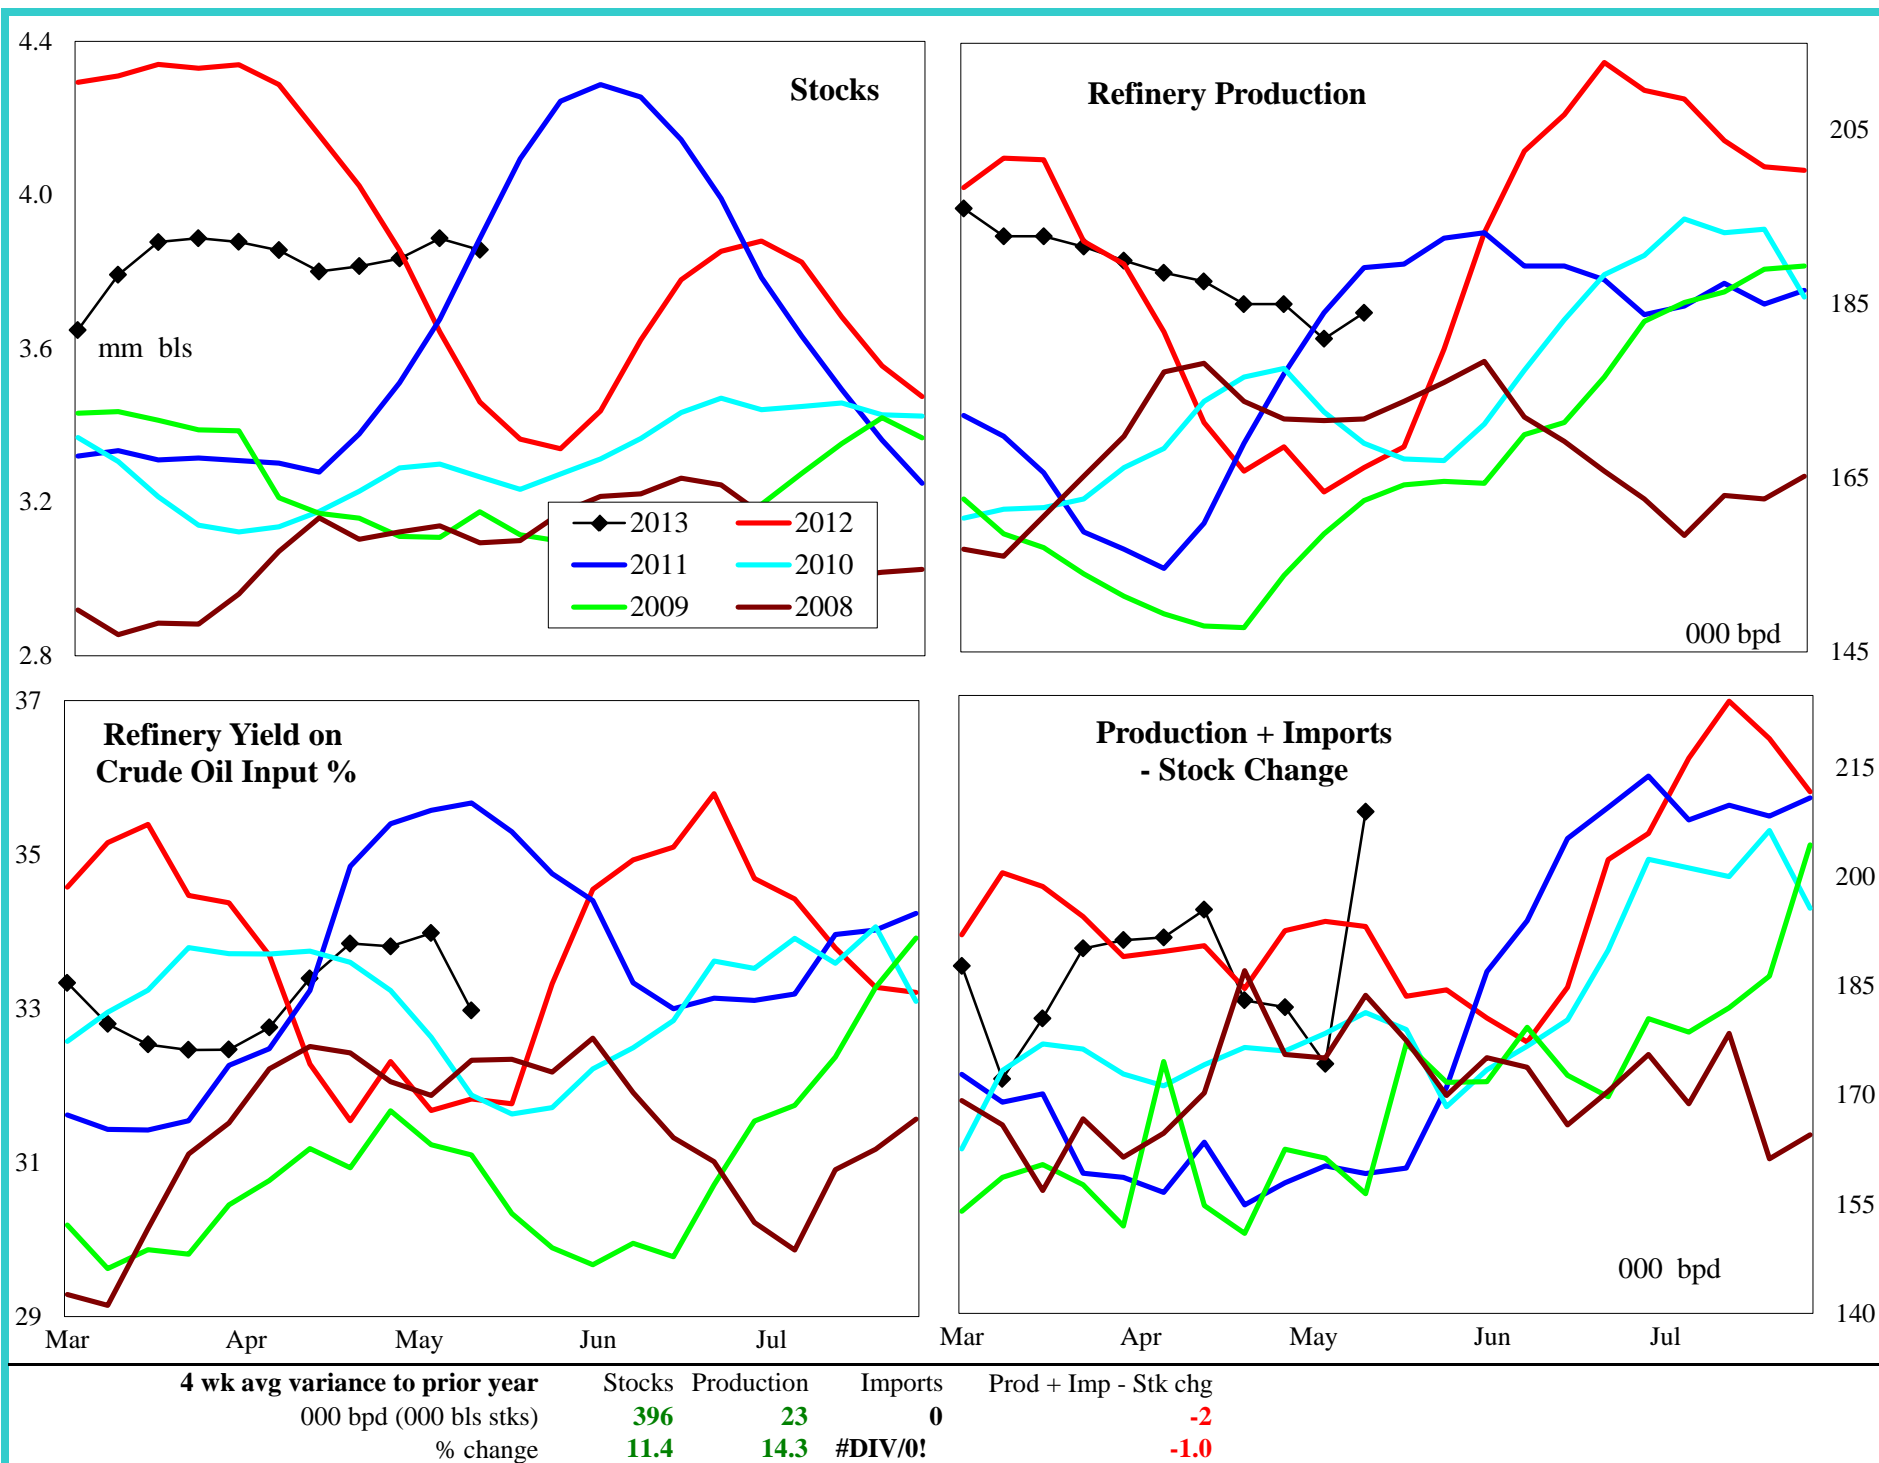 4.4
4.0
3.6
3.2
2.8
Stocks
mm bls
2013
2012
2011
2010
2009
2008
Refinery Production
205
185
165
145
000 bpd
37
35
33
31
29
Refinery Yield on
Crude Oil Input %
Mar Apr May Jun Jul
Production + Imports
- Stock Change
215
200
185
170
155
140
000 bpd
Mar Apr May Jun Jul
4 wk avg variance to prior year Stocks Production Imports Prod + Imp - Stk chg
000 bpd (000 bls stks) 396 23 0 -2
% change 11.4 14.3 #DIV/0! -1.0